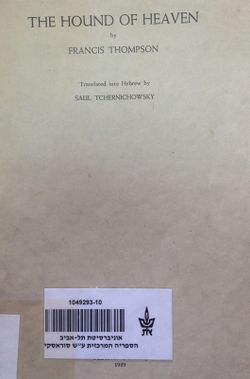 THE HOUND OF HEAVEN
by
FRANCIS THOMPSON
Translated into Hebrew by
SAUL TCHERNICHOWSKY
1049293-10
אוניברסיטת תל-אביב
הספריה המרכזית ע״ש סוראסקי